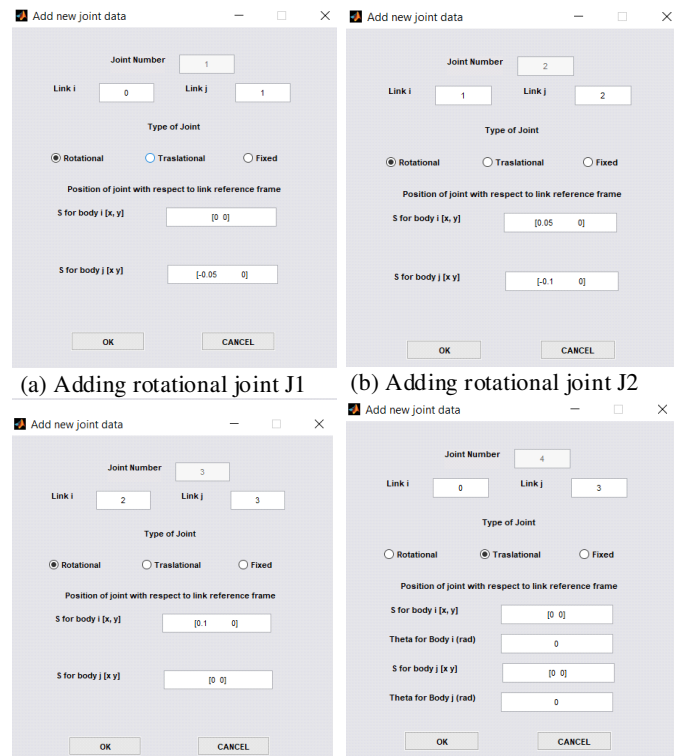 Add new joint data
Joint Number 1
Link i 0 Link j 1
Type of Joint
Rotational Traslational Fixed
Position of joint with respect to link reference frame
S for body i [x, y] [0 0]
S for body j [x y] [-0.05 0]
OK CANCEL
(a) Adding rotational joint J1
Add new joint data
Joint Number 2
Link i 1 Link j 2
Type of Joint
Rotational Traslational Fixed
Position of joint with respect to link reference frame
S for body i [x, y] [0.05 0]
S for body j [x y] [-0.1 0]
OK CANCEL
(b) Adding rotational joint J2
Add new joint data
Joint Number 3
Link i 2 Link j 3
Type of Joint
Rotational Traslational Fixed
Position of joint with respect to link reference frame
S for body i [x, y] [0.1 0]
S for body j [x y] [0 0]
OK CANCEL
Add new joint data
Joint Number 4
Link i 0 Link j 3
Type of Joint
Rotational Traslational Fixed
Position of joint with respect to link reference frame
S for body i [x, y] [0 0]
Theta for Body i (rad) 0
S for body j [x y] [0 0]
Theta for Body j (rad) 0
OK CANCEL